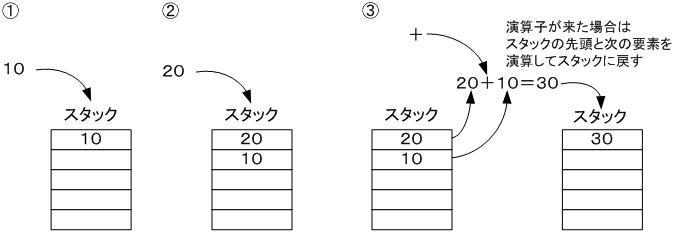 ①
10
スタック
10
②
20
スタック
20
10
③
＋
演算子が来た場合は
スタックの先頭と次の要素を
演算してスタックに戻す
20＋10＝30
スタック
20
10
スタック
30